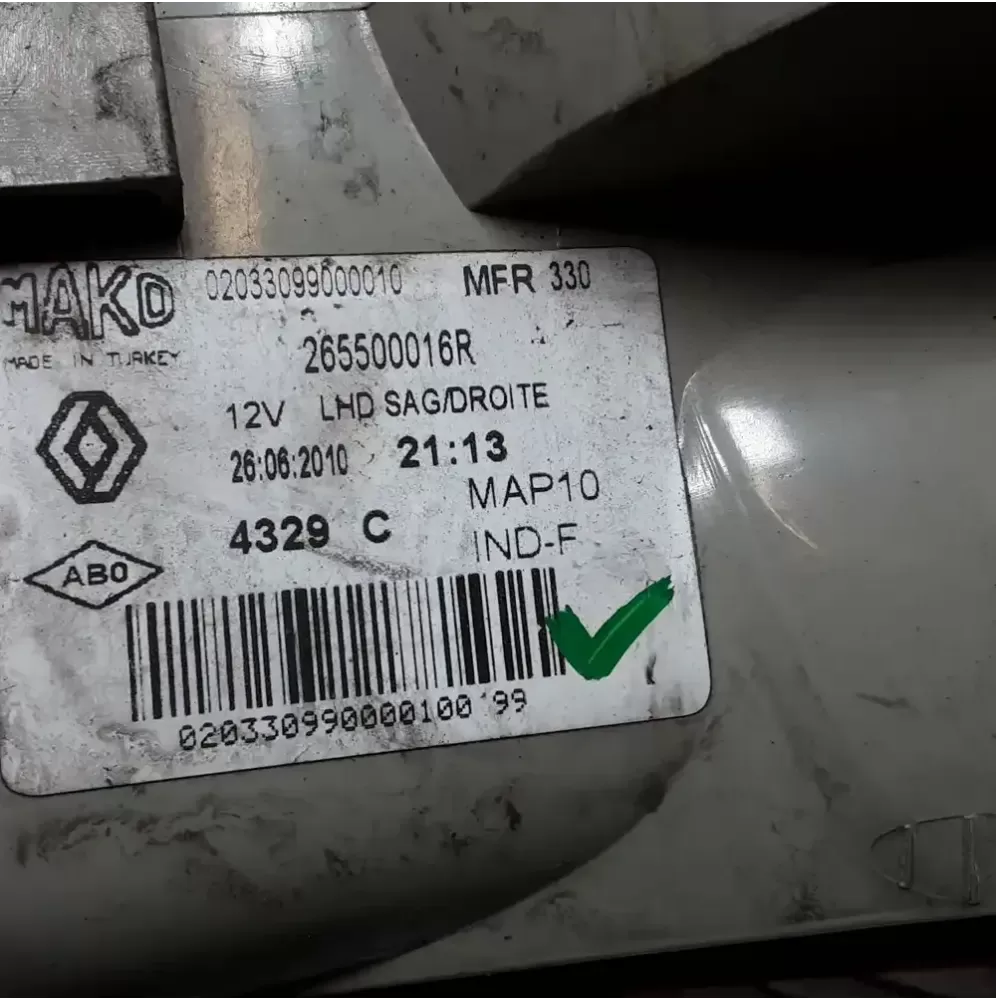 MAKO 02033099000010 MFR 330
MADE IN TURKEY
265500016R
12V LHD SAG/DROITE
26:06:2010 21:13
MAP10
4329 C
IND-F
ABO
020330990000100 99